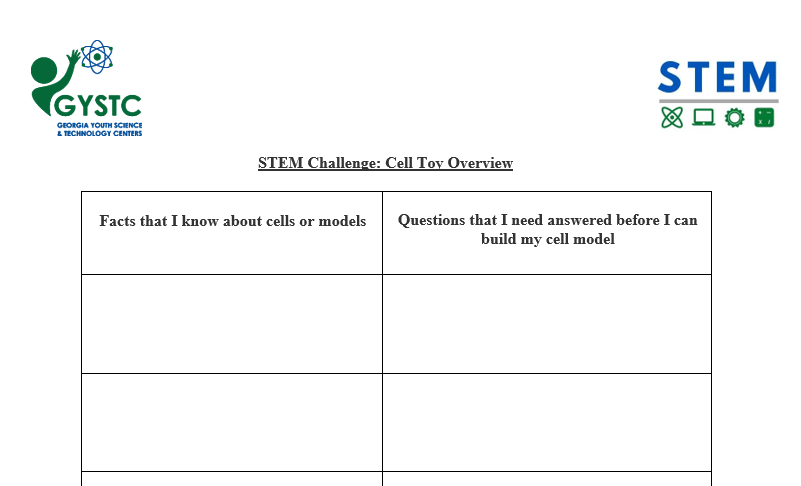 GYSTC
GEORGIA YOUTH SCIENCE
& TECHNOLOGY CENTERS
STEM
STEM Challenge: Cell Toy Overview
Facts that I know about cells or models
Questions that I need answered before I can
build my cell model